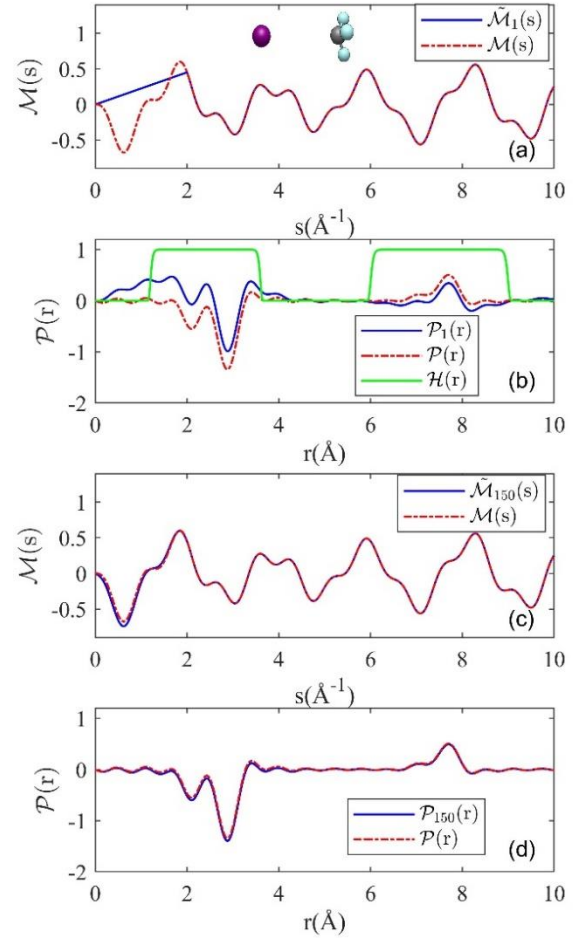 ℳ̃₁(s)
ℳ(s)
1
0.5
0
-0.5
ℳ(s)
(a)
0 2 4 6 8 10
s(Å⁻¹)
1
0
-1
-2
𝒫(r)
𝒫₁(r)
𝒫(r)
ℋ(r)
(b)
0 2 4 6 8 10
r(Å)
ℳ̃₁₅₀(s)
ℳ(s)
1
0.5
0
-0.5
ℳ(s)
(c)
0 2 4 6 8 10
s(Å⁻¹)
1
0
-1
-2
𝒫(r)
𝒫₁₅₀(r)
𝒫(r)
(d)
0 2 4 6 8 10
r(Å)